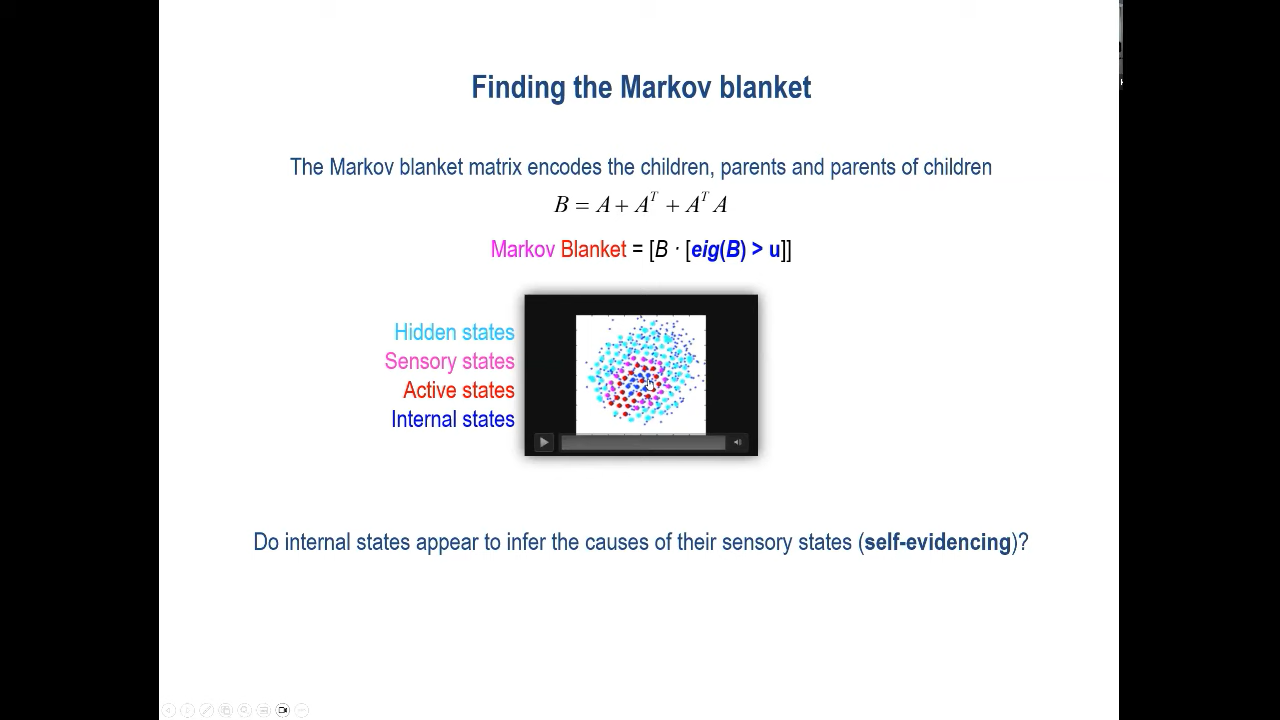 Finding the Markov blanket
The Markov blanket matrix encodes the children, parents and parents of children
B = A + Aᵀ + AᵀA
Markov Blanket = [B · [eig(B) > u]]
Hidden states
Sensory states
Active states
Internal states
Do internal states appear to infer the causes of their sensory states (self-evidencing)?